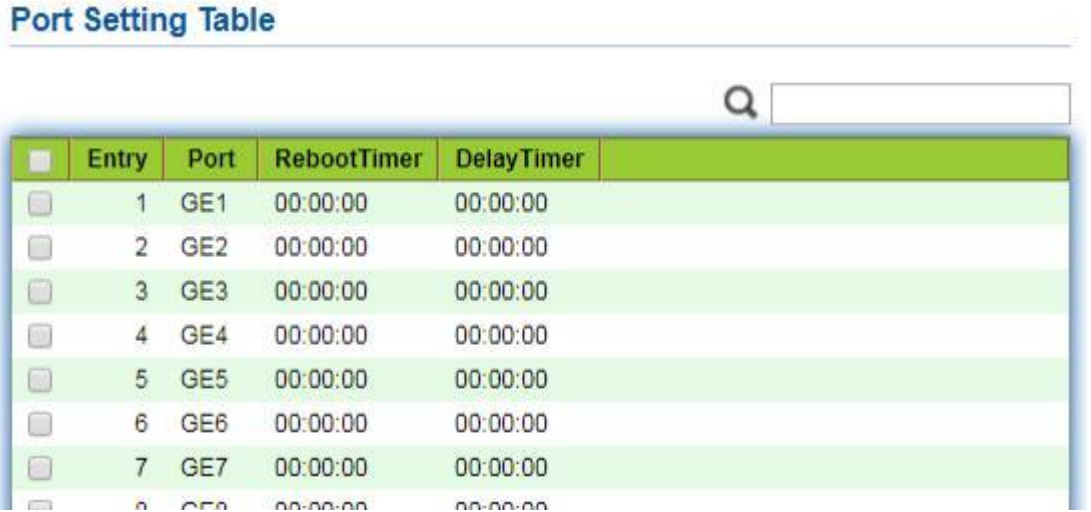 Port Setting Table
Entry Port RebootTimer DelayTimer
1 GE1 00:00:00 00:00:00
2 GE2 00:00:00 00:00:00
3 GE3 00:00:00 00:00:00
4 GE4 00:00:00 00:00:00
5 GE5 00:00:00 00:00:00
6 GE6 00:00:00 00:00:00
7 GE7 00:00:00 00:00:00